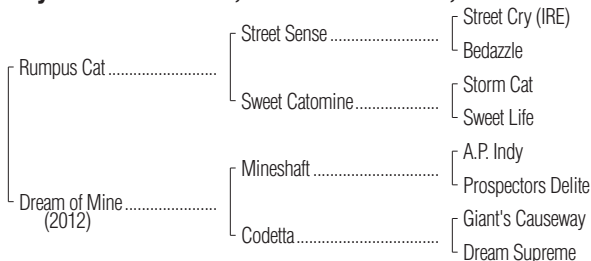 Street Cry (IRE)
Street Sense
Bedazzle
Rumpus Cat
Storm Cat
Sweet Catomine
Sweet Life
A.P. Indy
Mineshaft
Prospectors Delite
Dream of Mine
(2012)
Giant's Causeway
Codetta
Dream Supreme